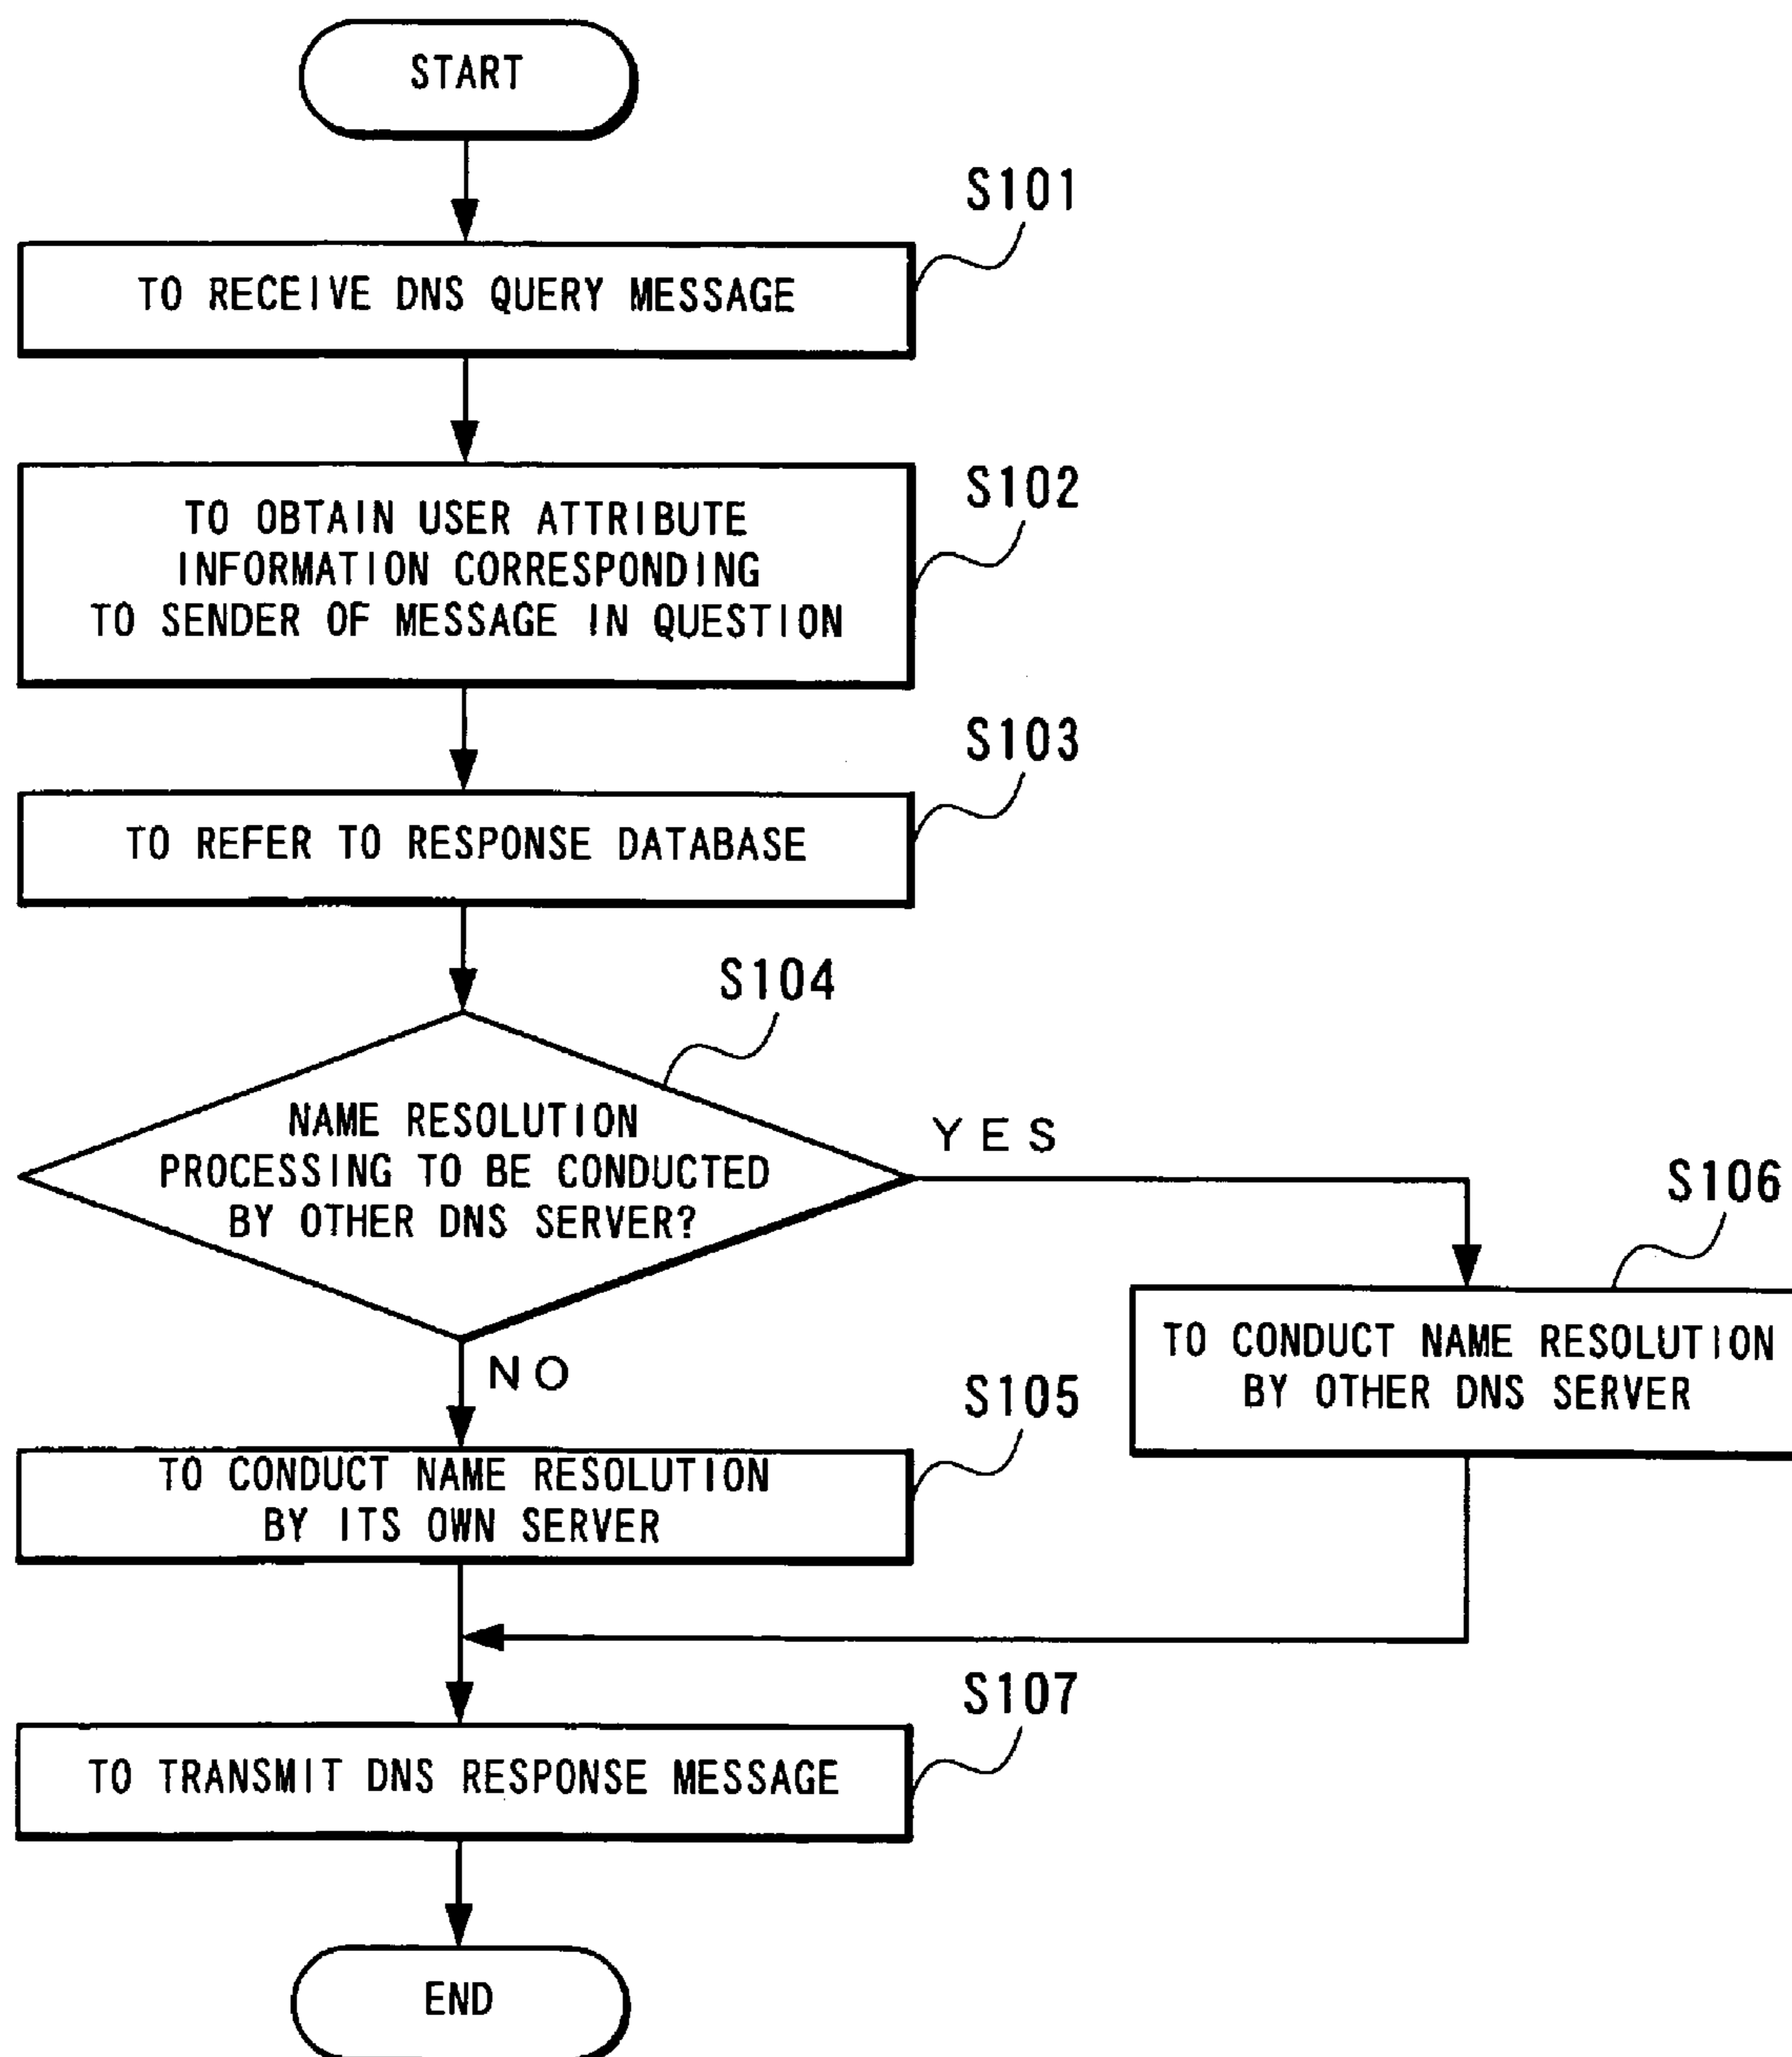 START
S101
TO RECEIVE DNS QUERY MESSAGE
S102
TO OBTAIN USER ATTRIBUTE
INFORMATION CORRESPONDING
TO SENDER OF MESSAGE IN QUESTION
S103
TO REFER TO RESPONSE DATABASE
S104
NAME RESOLUTION
PROCESSING TO BE CONDUCTED
BY OTHER DNS SERVER?
YES
S106
TO CONDUCT NAME RESOLUTION
BY OTHER DNS SERVER
NO
S105
TO CONDUCT NAME RESOLUTION
BY ITS OWN SERVER
S107
TO TRANSMIT DNS RESPONSE MESSAGE
END